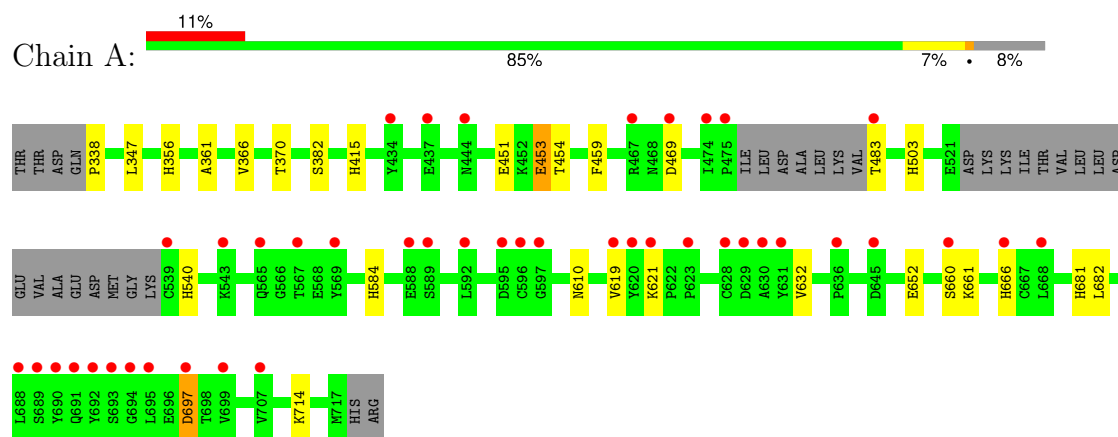 11%
Chain A:
85% 7% • 8%
THR THR ASP GLN P338 L347 H356 A361 V366 T370 S382 H415 Y434 E437 N444 E451 K452 E453 T454 F459 R467 N468 D469 I474 P475 ILE LEU ASP ALA LEU LYS VAL T483 H503 E521 ASP LYS LYS ILE THR VAL LEU LEU ASP
GLU VAL ALA GLU ASP MET GLY LYS C539 H540 K543 Q565 G566 T567 E568 Y569 H584 E588 S589 L592 D595 C596 G597 N610 V619 Y620 K621 P622 P623 C628 D629 A630 Y631 V632 P636 D645 E652 S660 K661 H666 C667 L668 H681 L682
L688 S689 Y690 Q691 Y692 S693 G694 L695 E696 D697 T698 V699 V707 K714 M717 HIS ARG